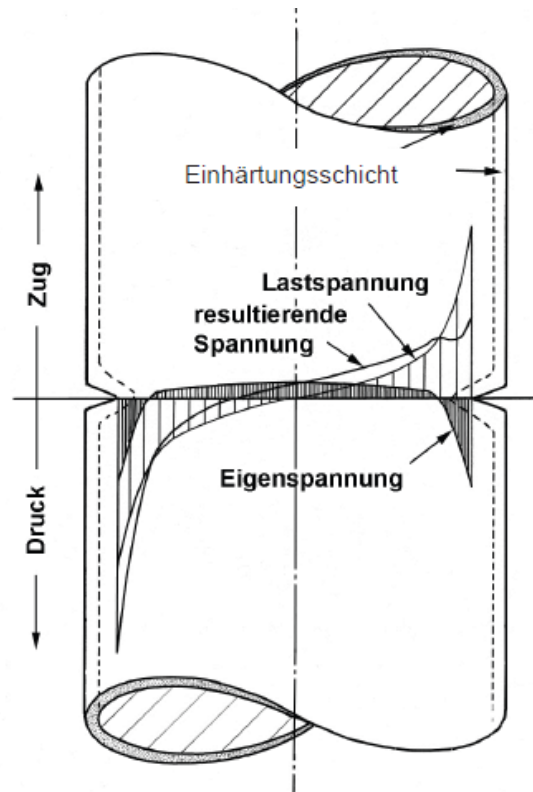 Einhärtungsschicht
Zug
Lastspannung
resultierende
Spannung
Eigenspannung
Druck